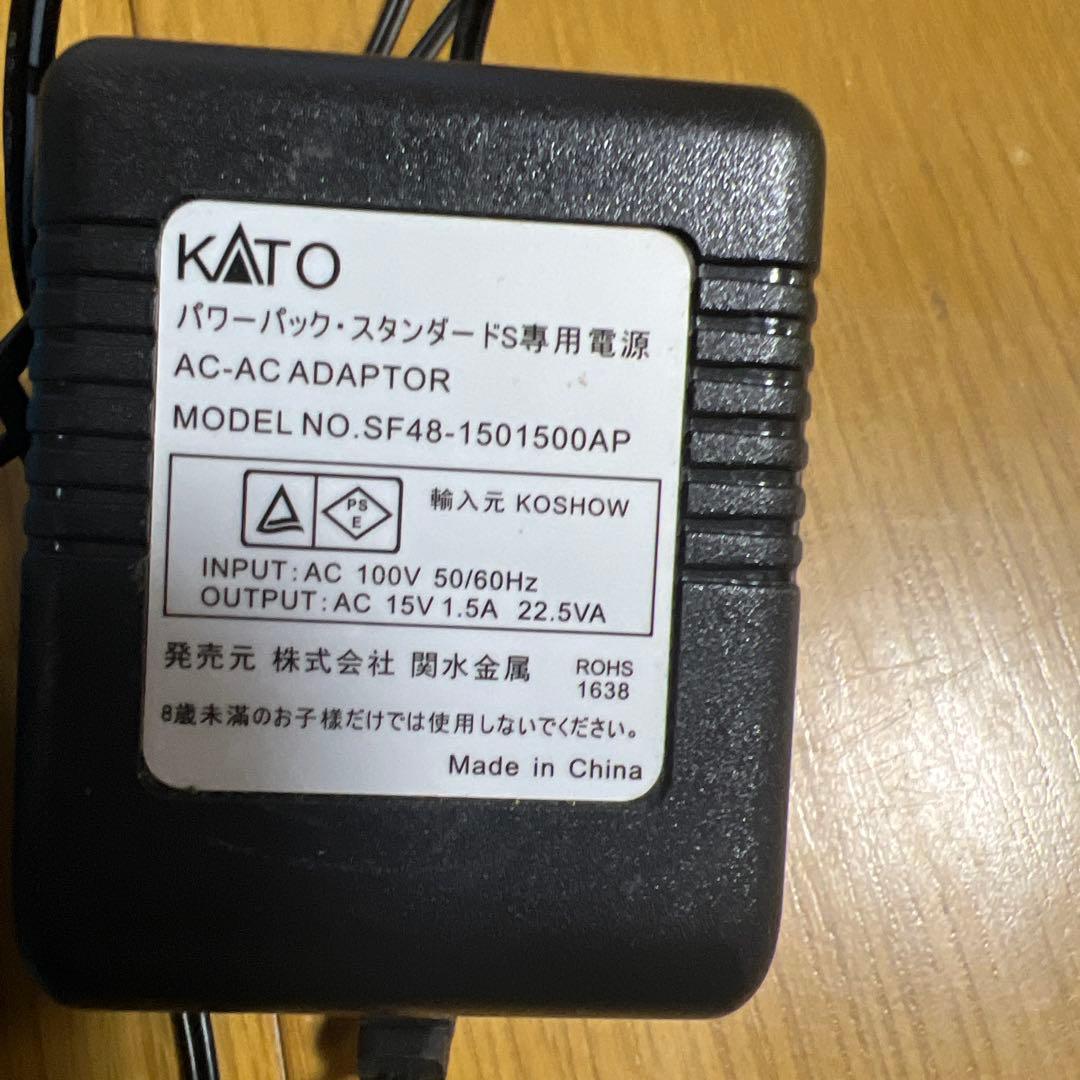 KATO
パワーパック・スタンダードS専用電源
AC-AC ADAPTOR
MODEL NO.SF48-1501500AP
PS
E
輸入元 KOSHOW
INPUT:AC 100V 50/60Hz
OUTPUT:AC 15V 1.5A 22.5VA
発売元 株式会社 関水金属
ROHS
1638
8歳未満のお子様だけでは使用しないでください。
Made in China